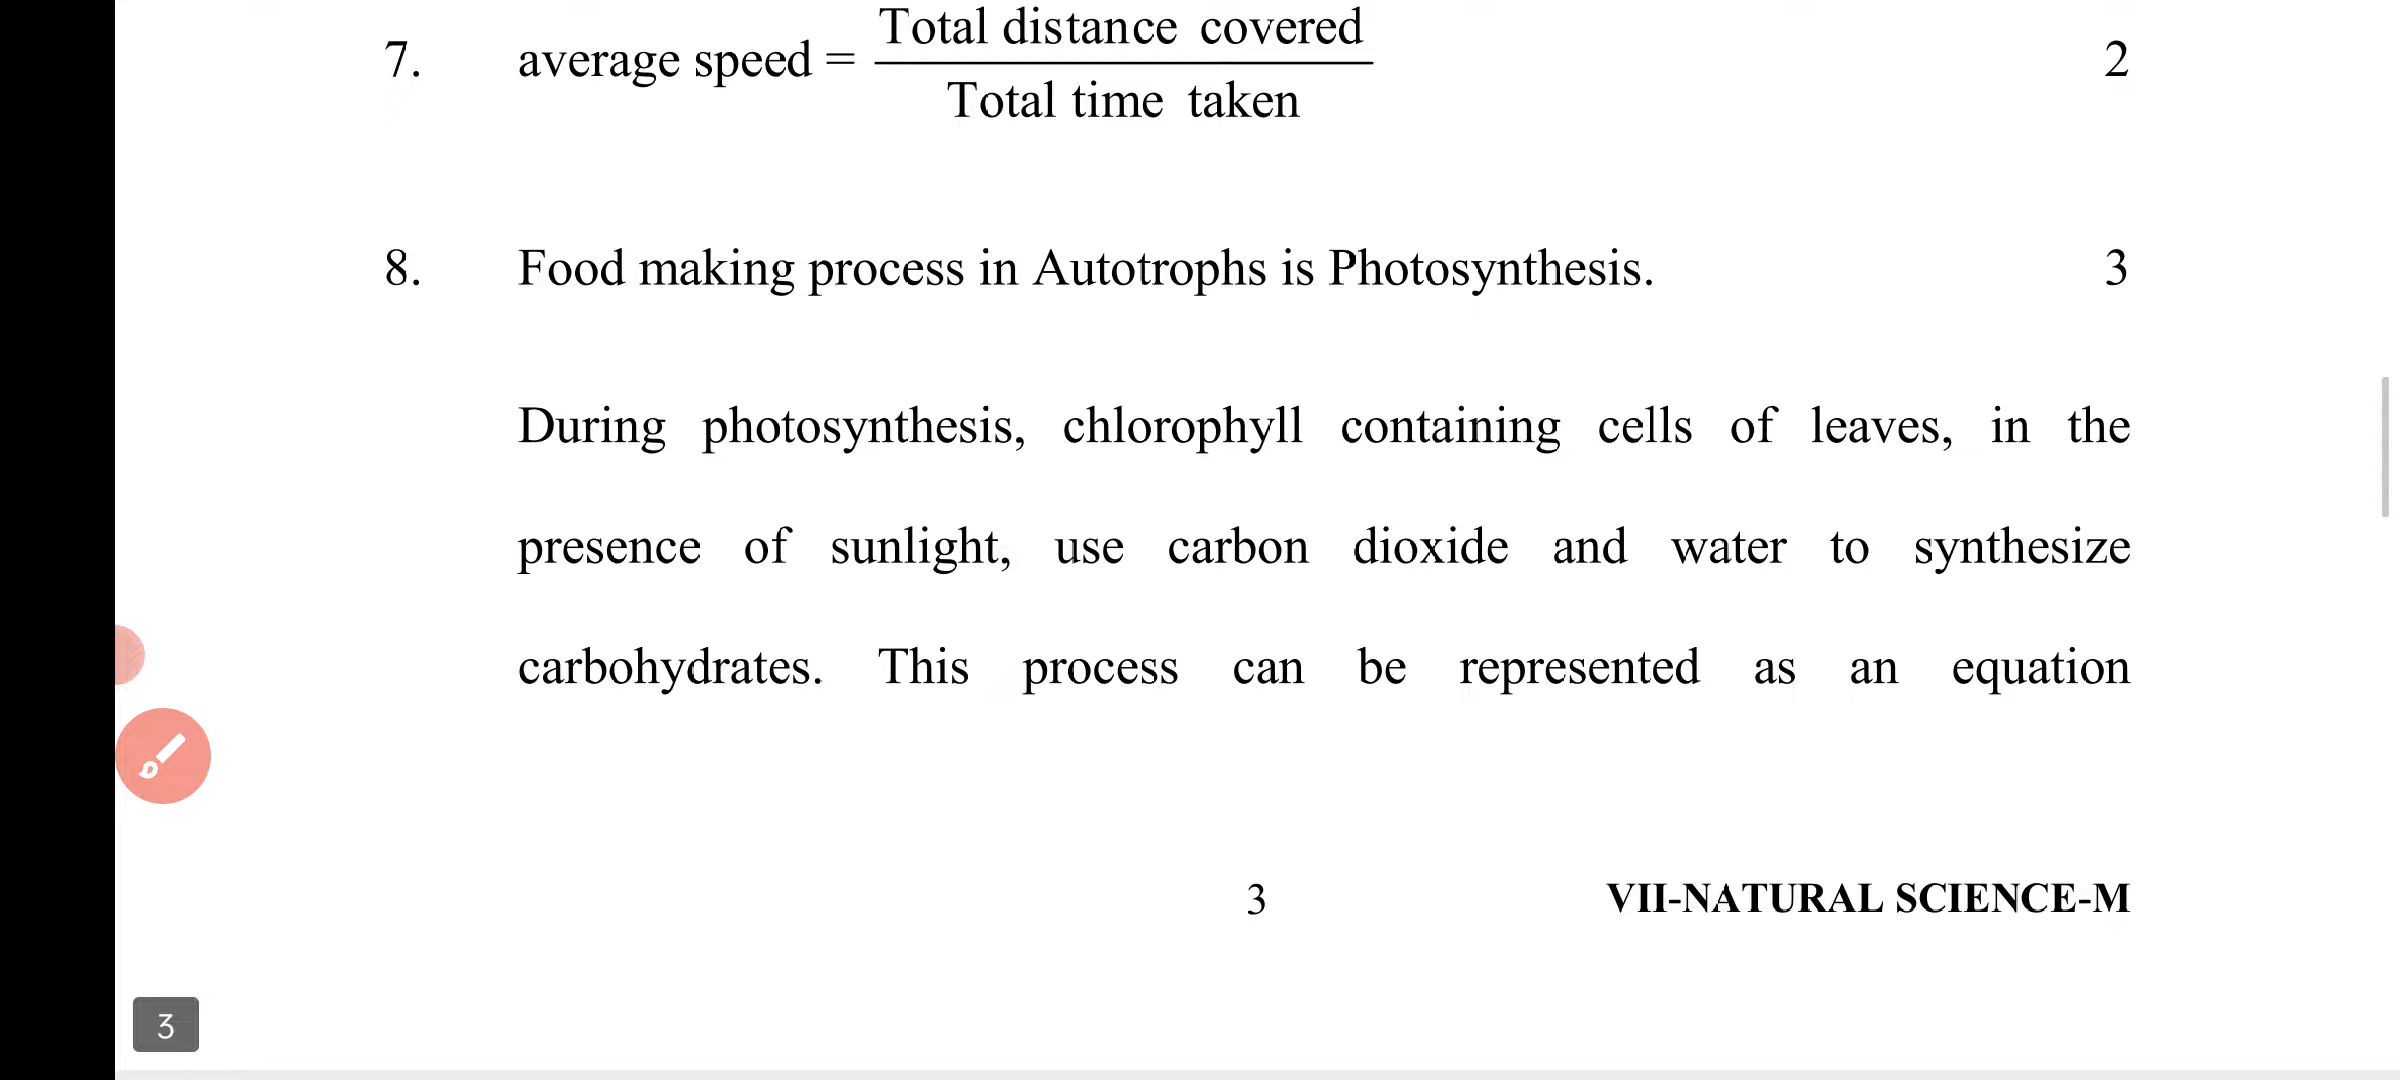 Total distance covered
7. average speed = 2
Total time taken
8. Food making process in Autotrophs is Photosynthesis. 3
During photosynthesis, chlorophyll containing cells of leaves, in the
presence of sunlight, use carbon dioxide and water to synthesize
carbohydrates. This process can be represented as an equation
3 VII-NATURAL SCIENCE-M
3